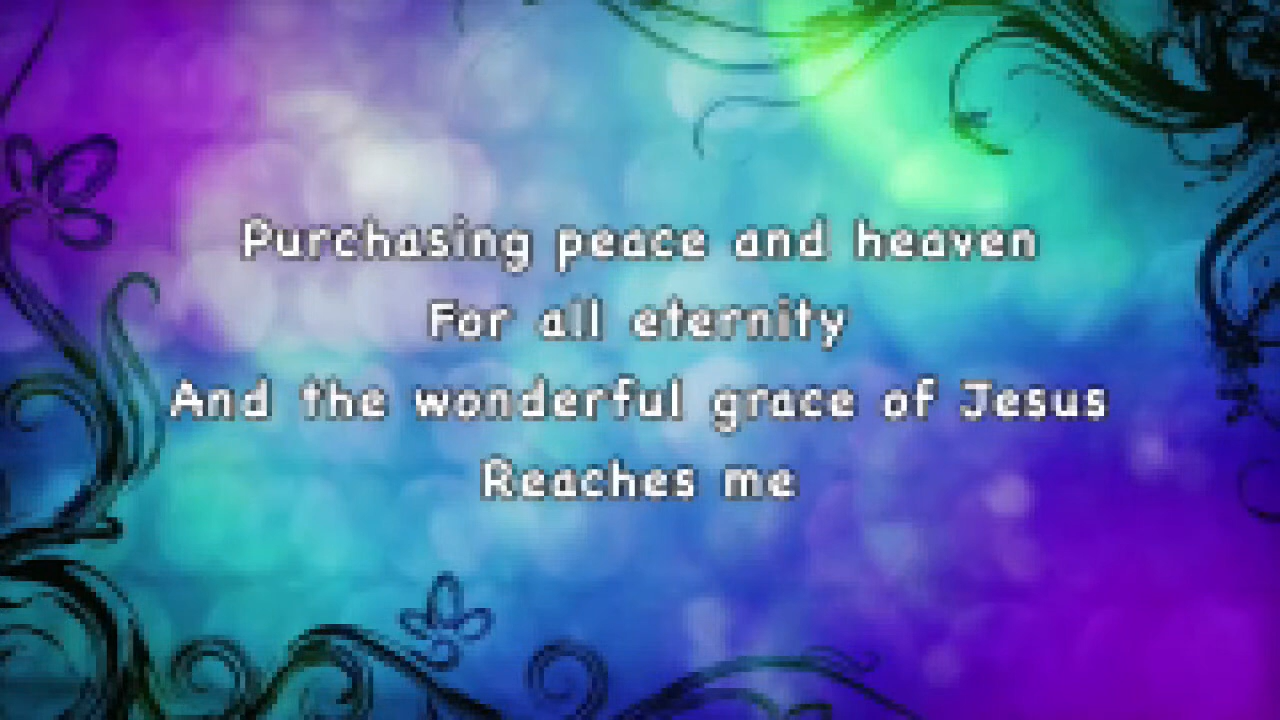 Purchasing peace and heaven
For all eternity
And the wonderful grace of Jesus
Reaches me